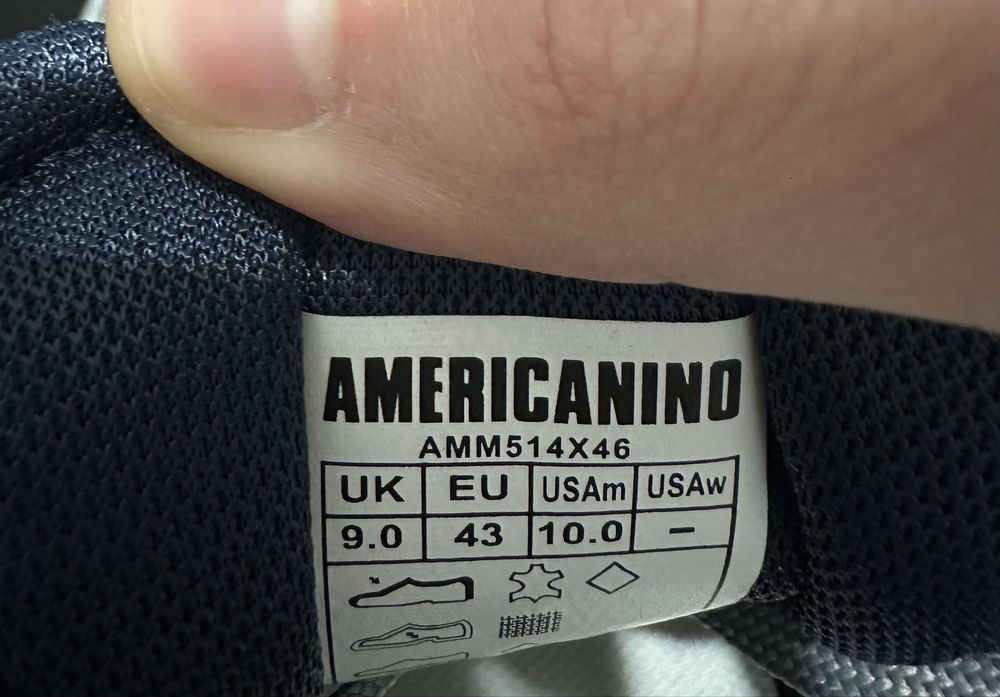 AMERICANINO
AMM514X46
UK EU USAm USAw
9.0 43 10.0 –